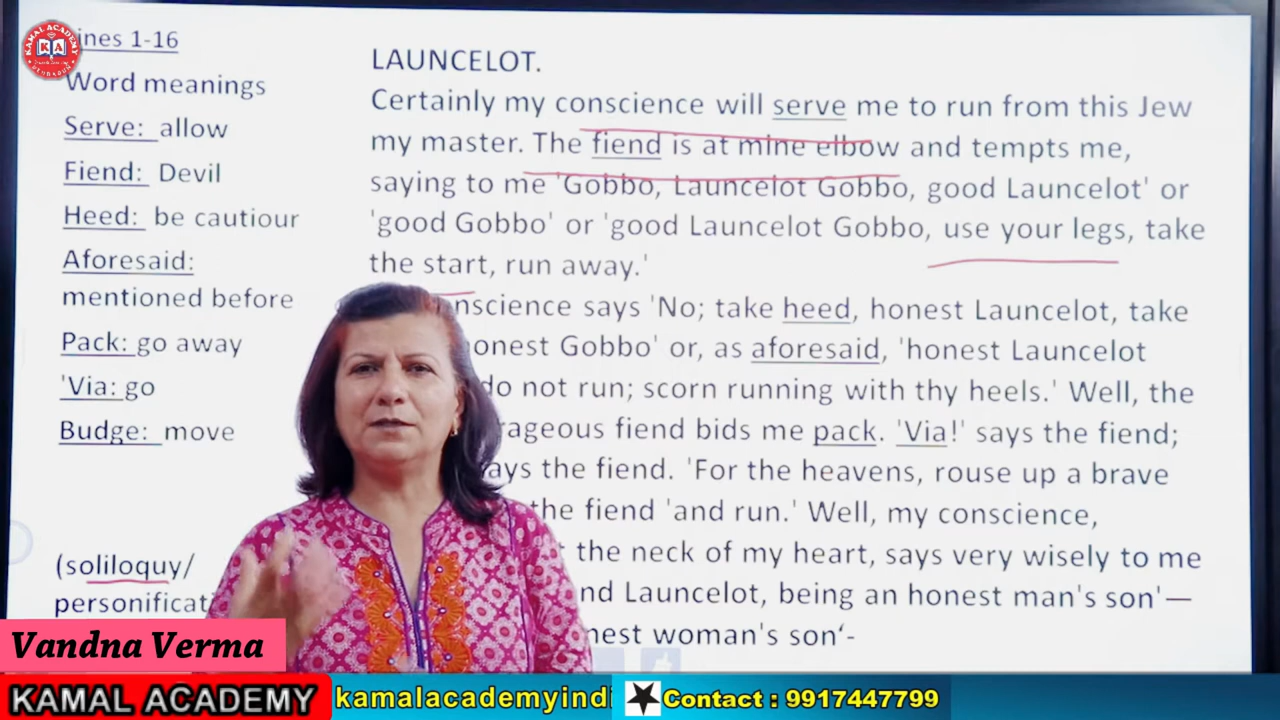 KAMAL ACADEMY
KA
ines 1-16
Word meanings
Serve: allow
Fiend: Devil
Heed: be cautiour
Aforesaid:
mentioned before
Pack: go away
'Via: go
Budge: move
(soliloquy/
personificati
LAUNCELOT.
Certainly my conscience will serve me to run from this Jew
my master. The fiend is at mine elbow and tempts me,
saying to me 'Gobbo, Launcelot Gobbo, good Launcelot' or
'good Gobbo' or 'good Launcelot Gobbo, use your legs, take
the start, run away.'
nscience says 'No; take heed, honest Launcelot, take
onest Gobbo' or, as aforesaid, 'honest Launcelot
do not run; scorn running with thy heels.' Well, the
rageous fiend bids me pack. 'Via!' says the fiend;
ays the fiend. 'For the heavens, rouse up a brave
the fiend 'and run.' Well, my conscience,
the neck of my heart, says very wisely to me
nd Launcelot, being an honest man's son'—
nest woman's son'-
Vandna Verma
KAMAL ACADEMY
kamalacademyindi
Contact : 9917447799